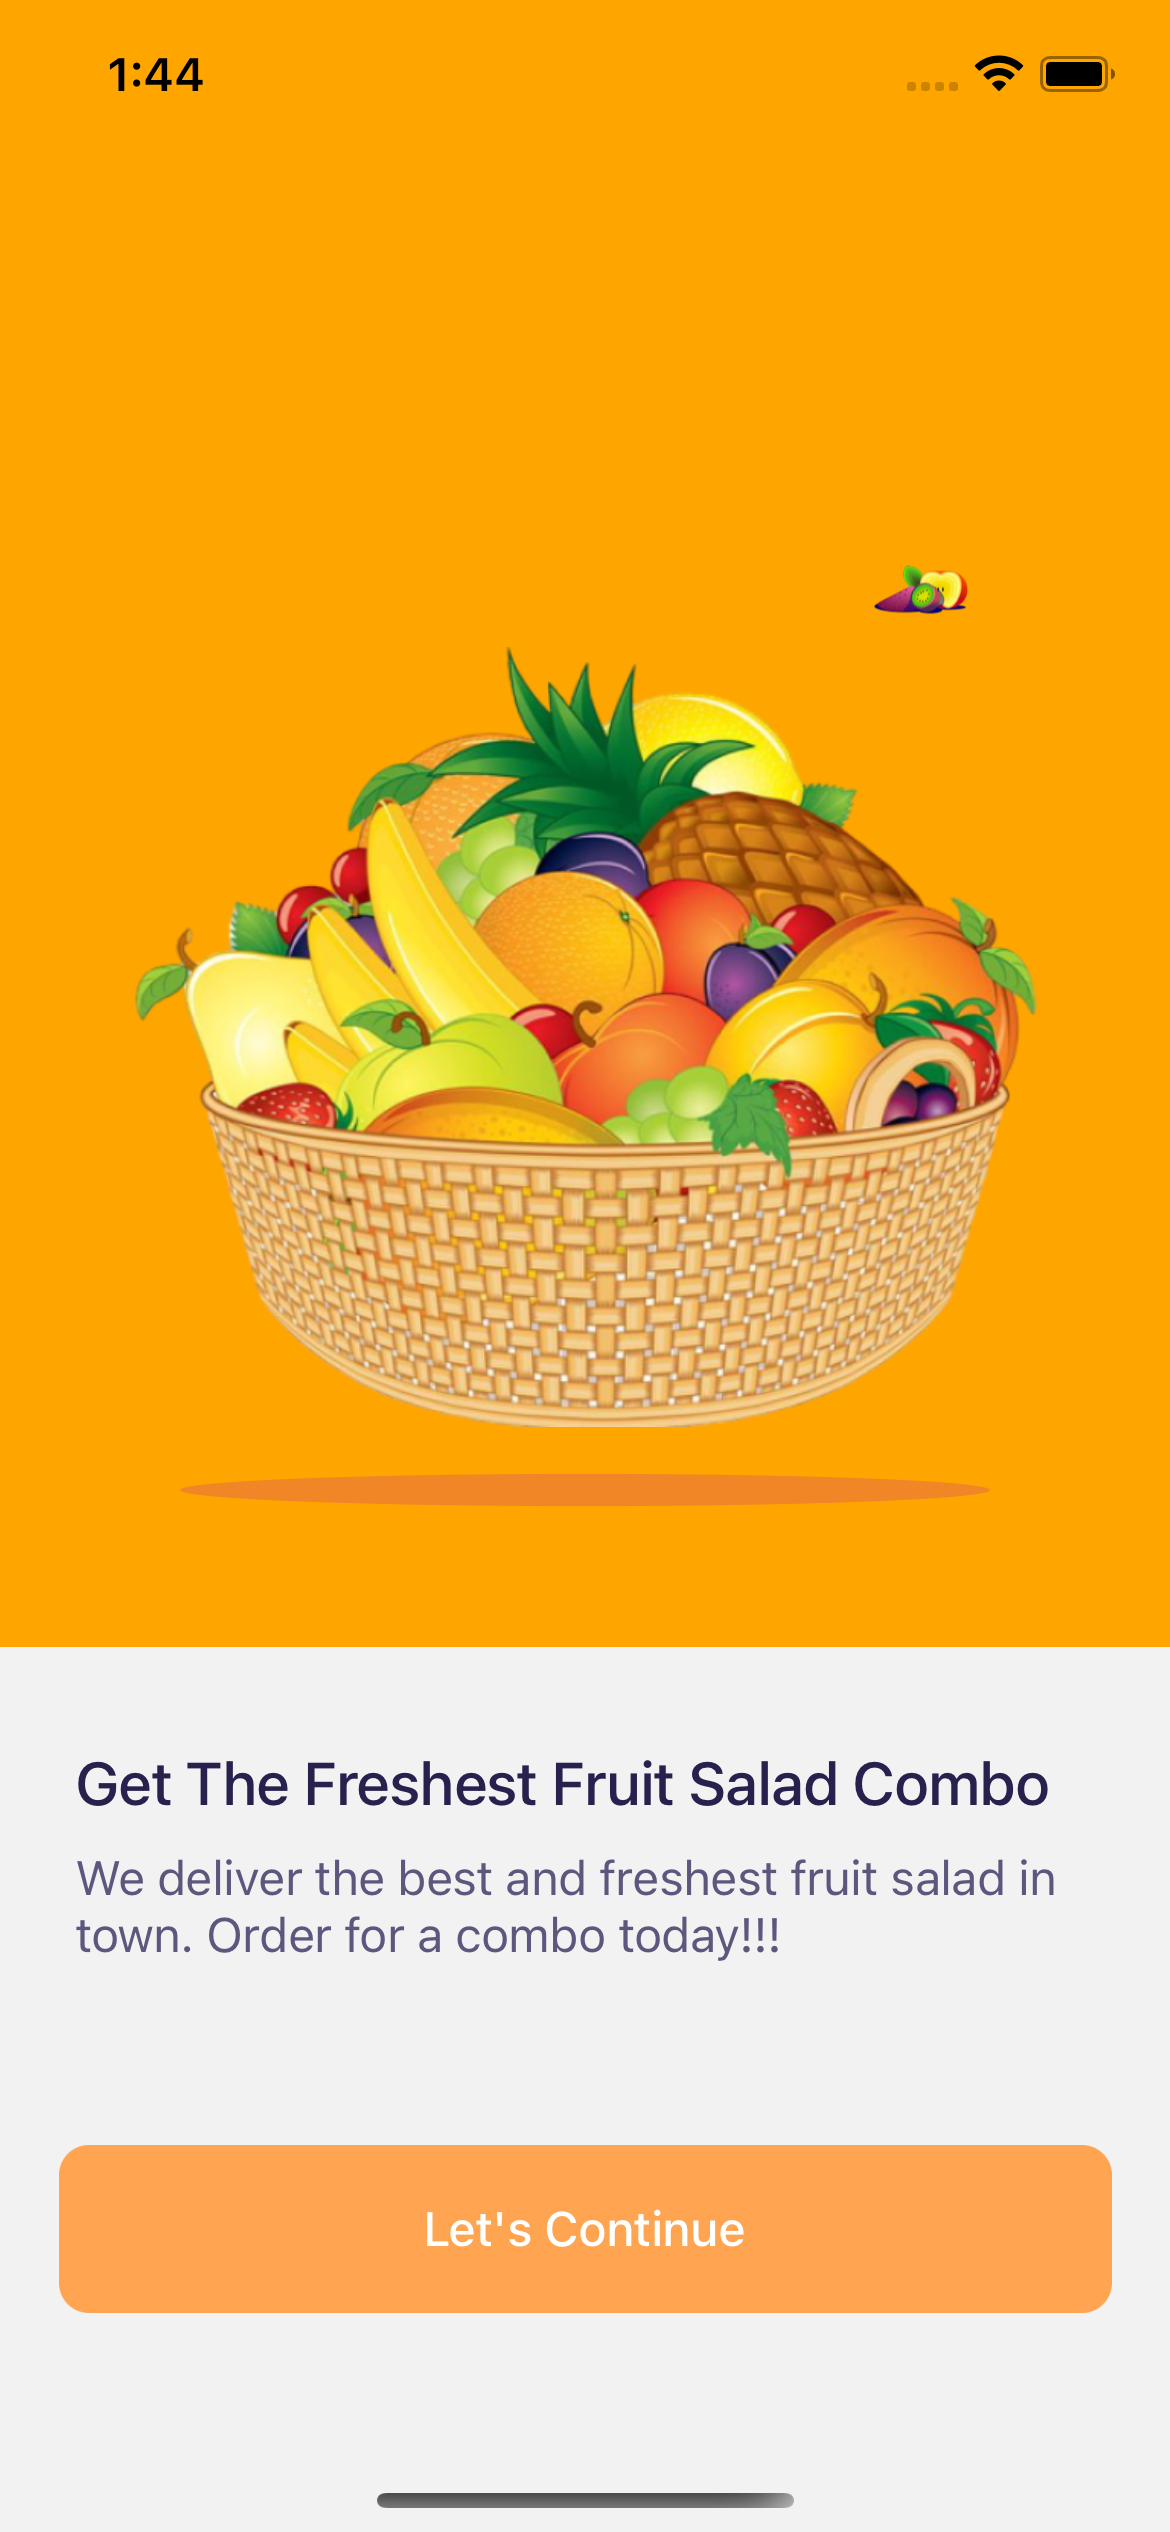 1:44
Get The Freshest Fruit Salad Combo
We deliver the best and freshest fruit salad in
town. Order for a combo today!!!
Let's Continue